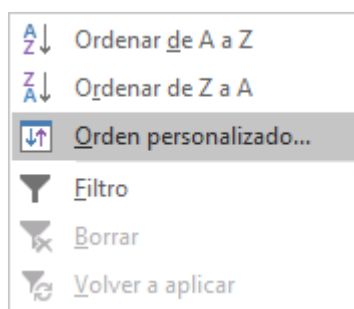 Ordenar de A a Z
Ordenar de Z a A
Orden personalizado...
Filtro
Borrar
Volver a aplicar